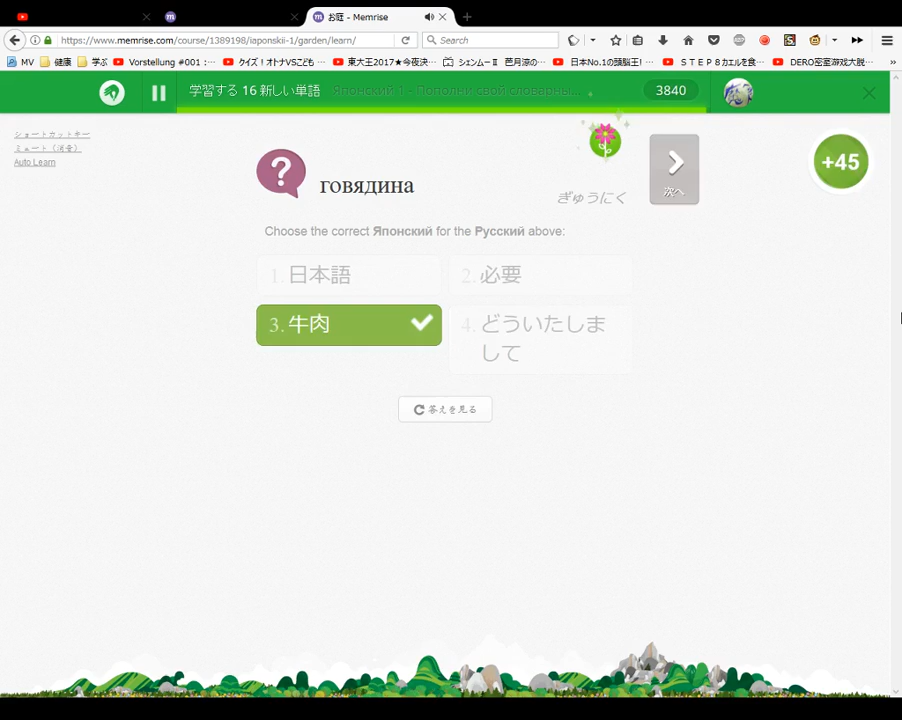 お庭 - Memrise
https://www.memrise.com/course/1389198/iaponskii-1/garden/learn/
Search
MV 健康 学ぶ Vorstellung #001 : ··· クイズ！オトナVSこども ··· 東大王2017★今夜決··· シェンムーⅡ 芭月涼の··· 日本No.1の頭脳王! ··· ＳＴＥＰ８カエルを食··· DERO密室游戏大脱···
学習する 16 新しい単語 Японский 1 - Пополни свой словарны...
3840
ショートカットキー
ミュート（消音）
Auto Learn
говядина
ぎゅうにく
次へ
+45
Choose the correct Японский for the Русский above:
1. 日本語
2. 必要
3. 牛肉
4. どういたしま
して
答えを見る